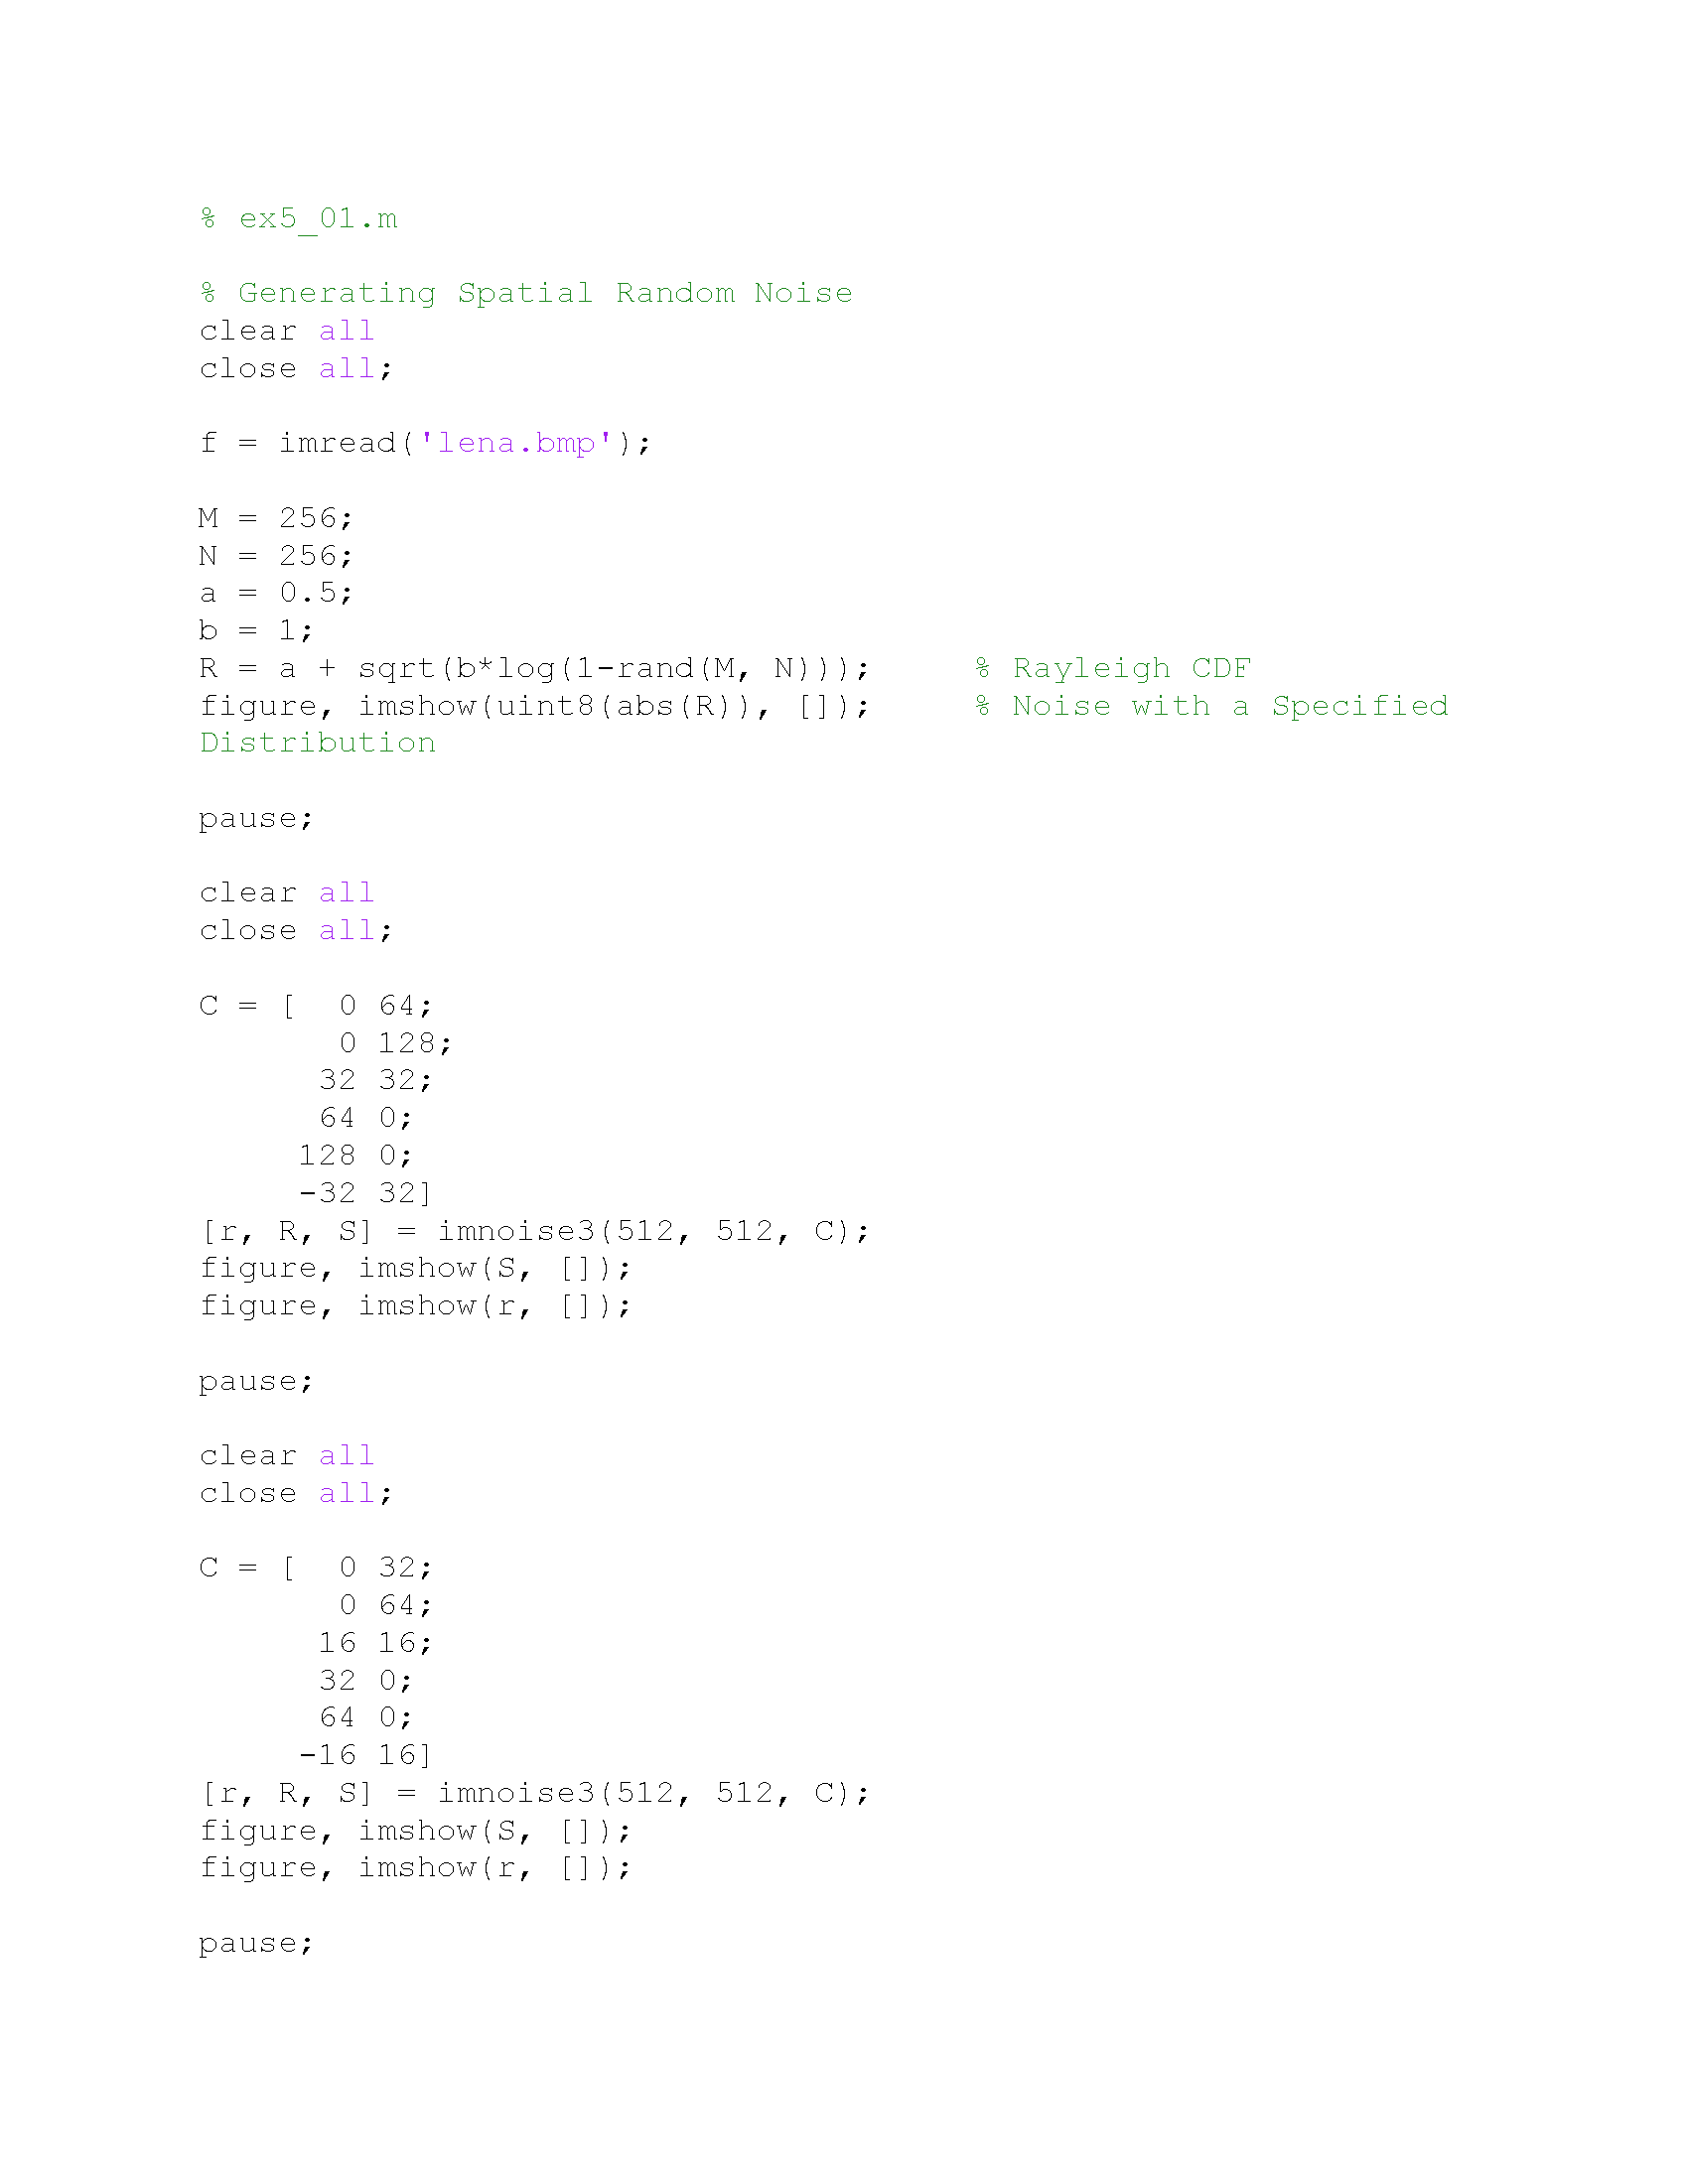 % ex5_01.m
% Generating Spatial Random Noise
clear all
close all;
f = imread('lena.bmp');
M = 256;
N = 256;
a = 0.5;
b = 1;
R = a + sqrt(b*log(1-rand(M, N))); % Rayleigh CDF
figure, imshow(uint8(abs(R)), []); % Noise with a Specified
Distribution
pause;
clear all
close all;
C = [ 0 64;
0 128;
32 32;
64 0;
128 0;
-32 32]
[r, R, S] = imnoise3(512, 512, C);
figure, imshow(S, []);
figure, imshow(r, []);
pause;
clear all
close all;
C = [ 0 32;
0 64;
16 16;
32 0;
64 0;
-16 16]
[r, R, S] = imnoise3(512, 512, C);
figure, imshow(S, []);
figure, imshow(r, []);
pause;